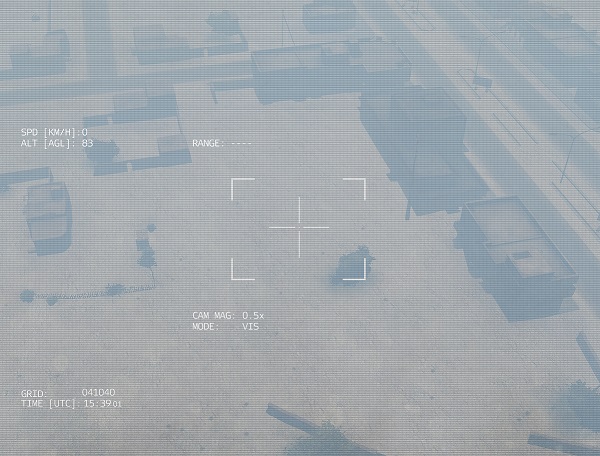 SPD [KM/H]:0
ALT [AGL]: 83
RANGE: ----
CAM MAG: 0.5x
MODE: VIS
GRID: 041040
TIME [UTC]: 15:39:01